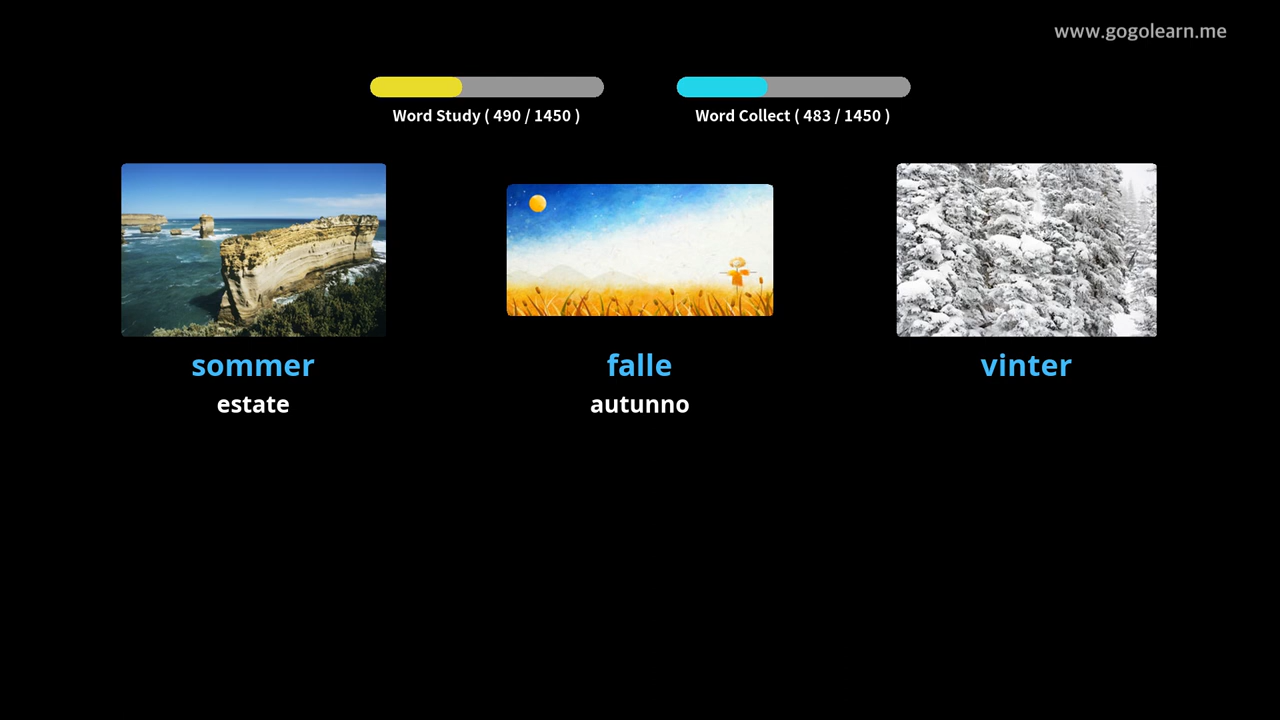 www.gogolearn.me
Word Study ( 490 / 1450 )
Word Collect ( 483 / 1450 )
sommer
falle
vinter
estate
autunno